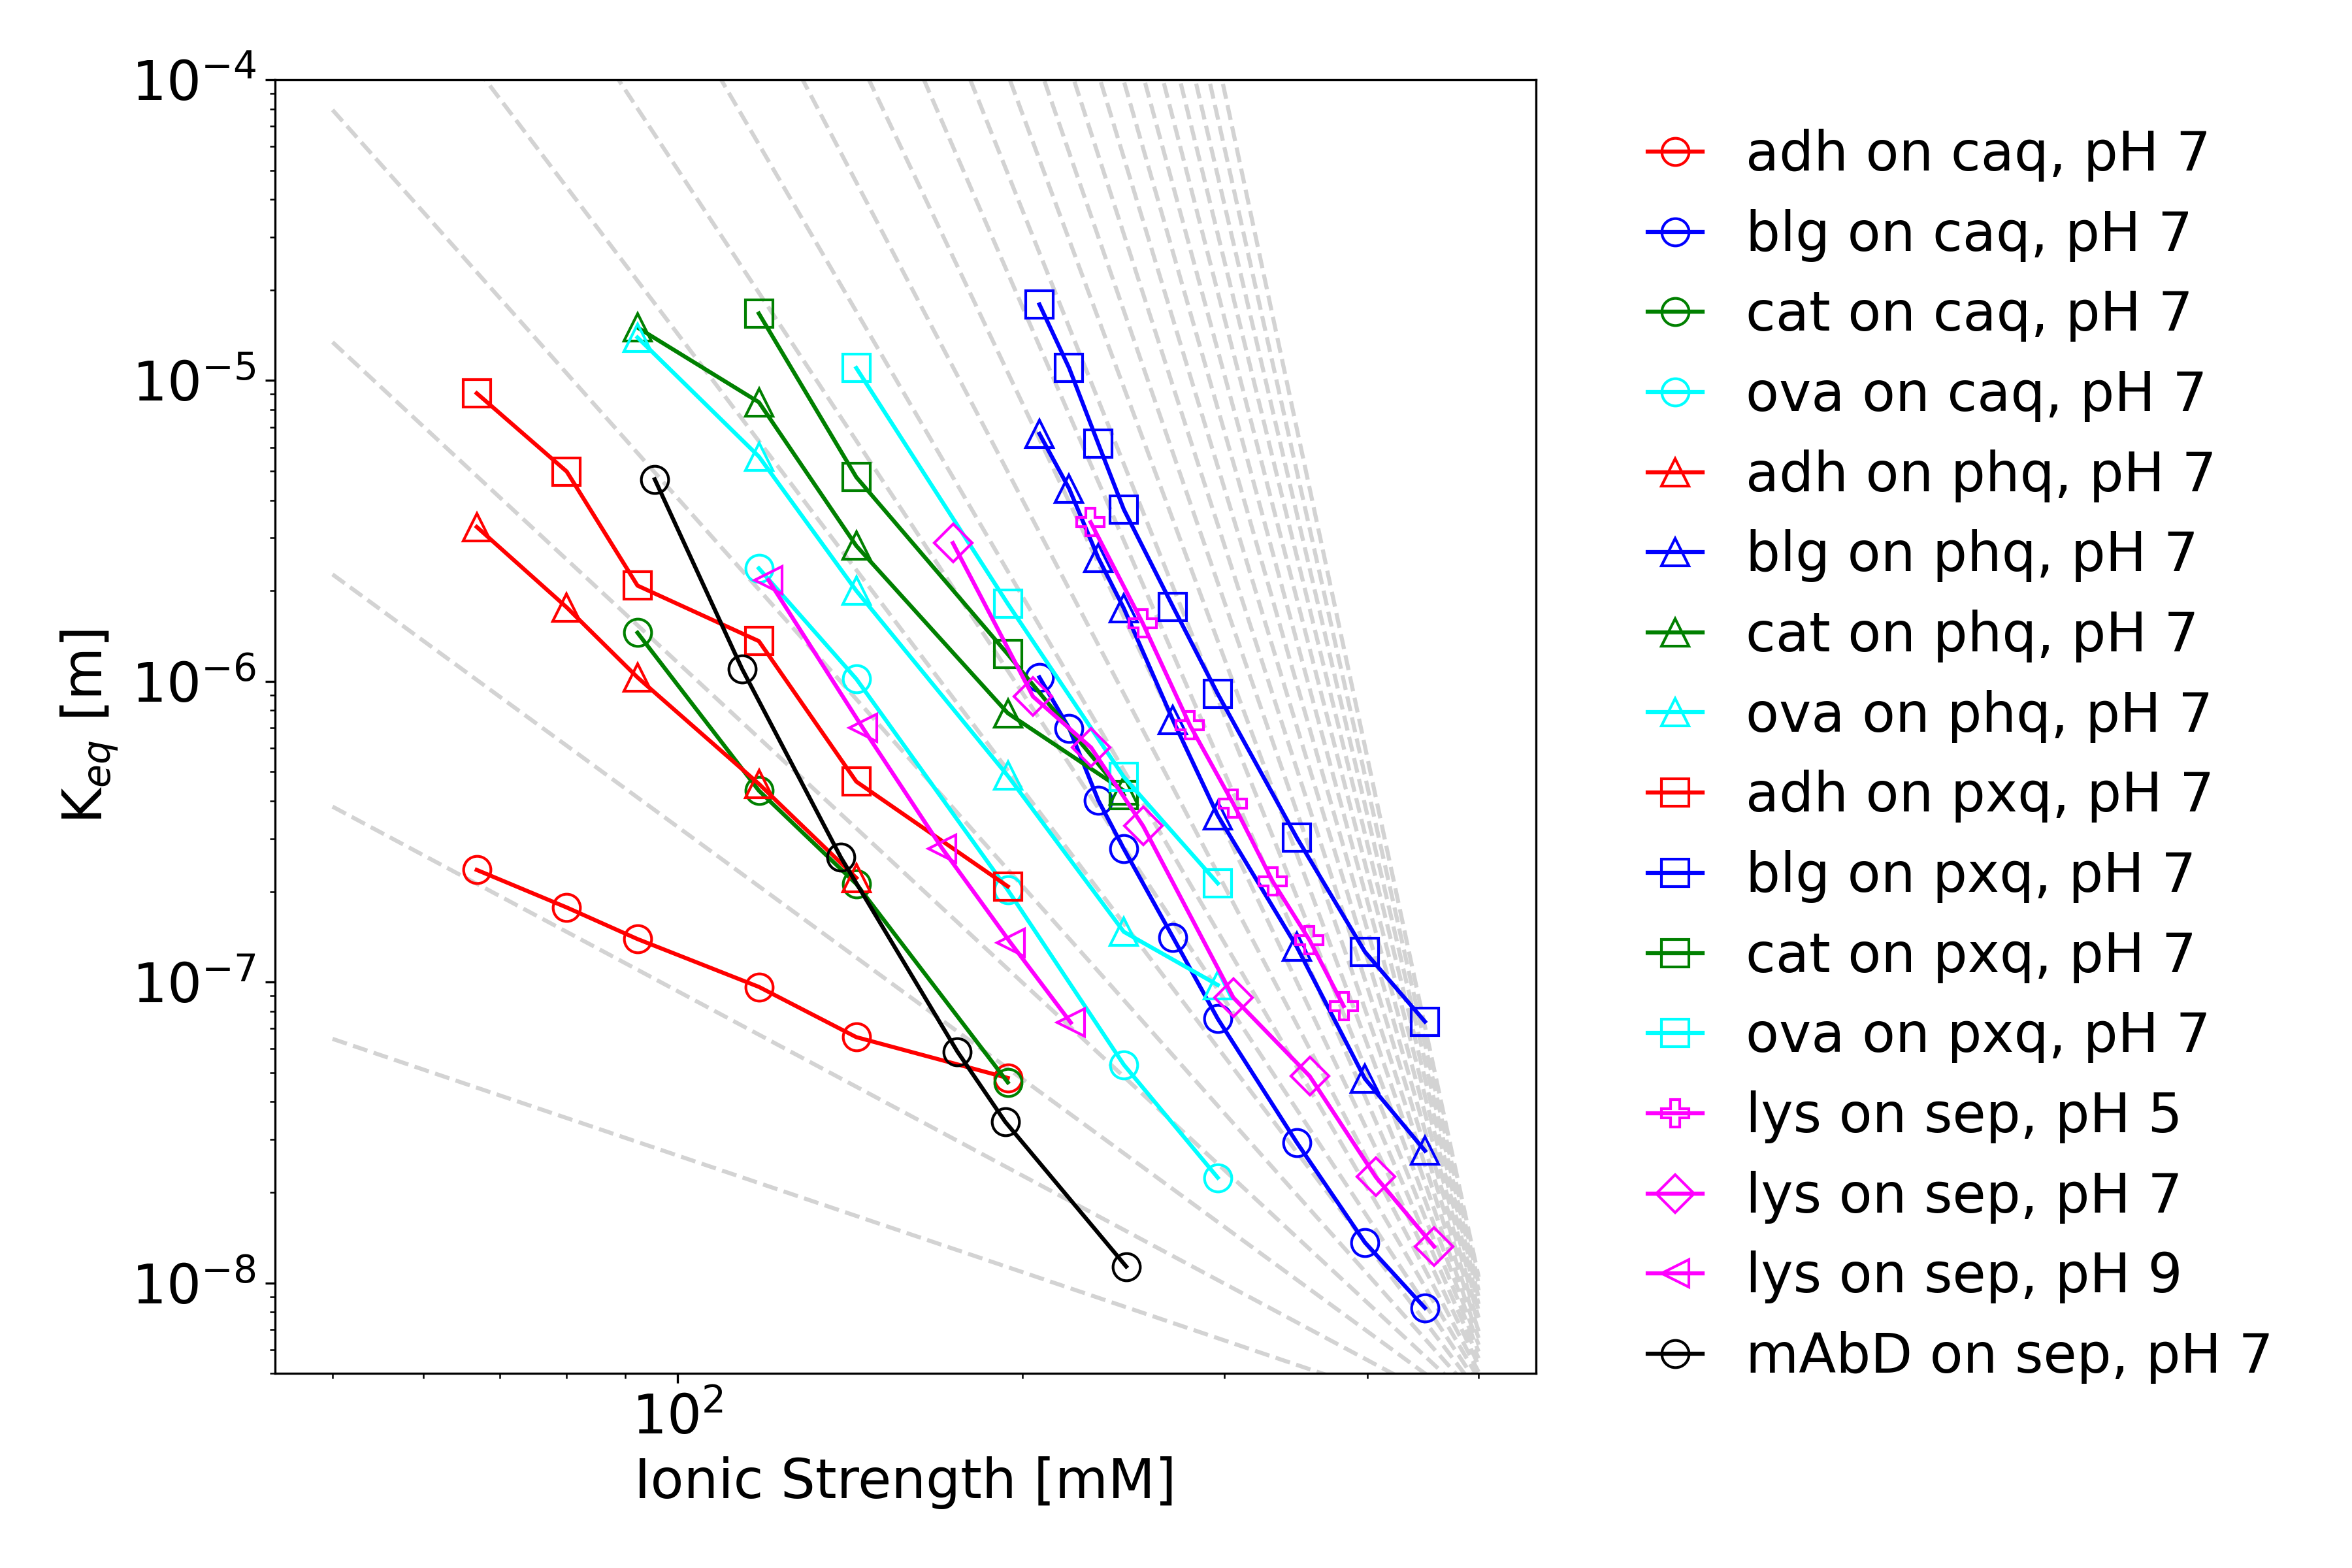 10⁻⁴
10⁻⁵
10⁻⁶
10⁻⁷
10⁻⁸
K_eq [m]
10²
Ionic Strength [mM]
adh on caq, pH 7
blg on caq, pH 7
cat on caq, pH 7
ova on caq, pH 7
adh on phq, pH 7
blg on phq, pH 7
cat on phq, pH 7
ova on phq, pH 7
adh on pxq, pH 7
blg on pxq, pH 7
cat on pxq, pH 7
ova on pxq, pH 7
lys on sep, pH 5
lys on sep, pH 7
lys on sep, pH 9
mAbD on sep, pH 7